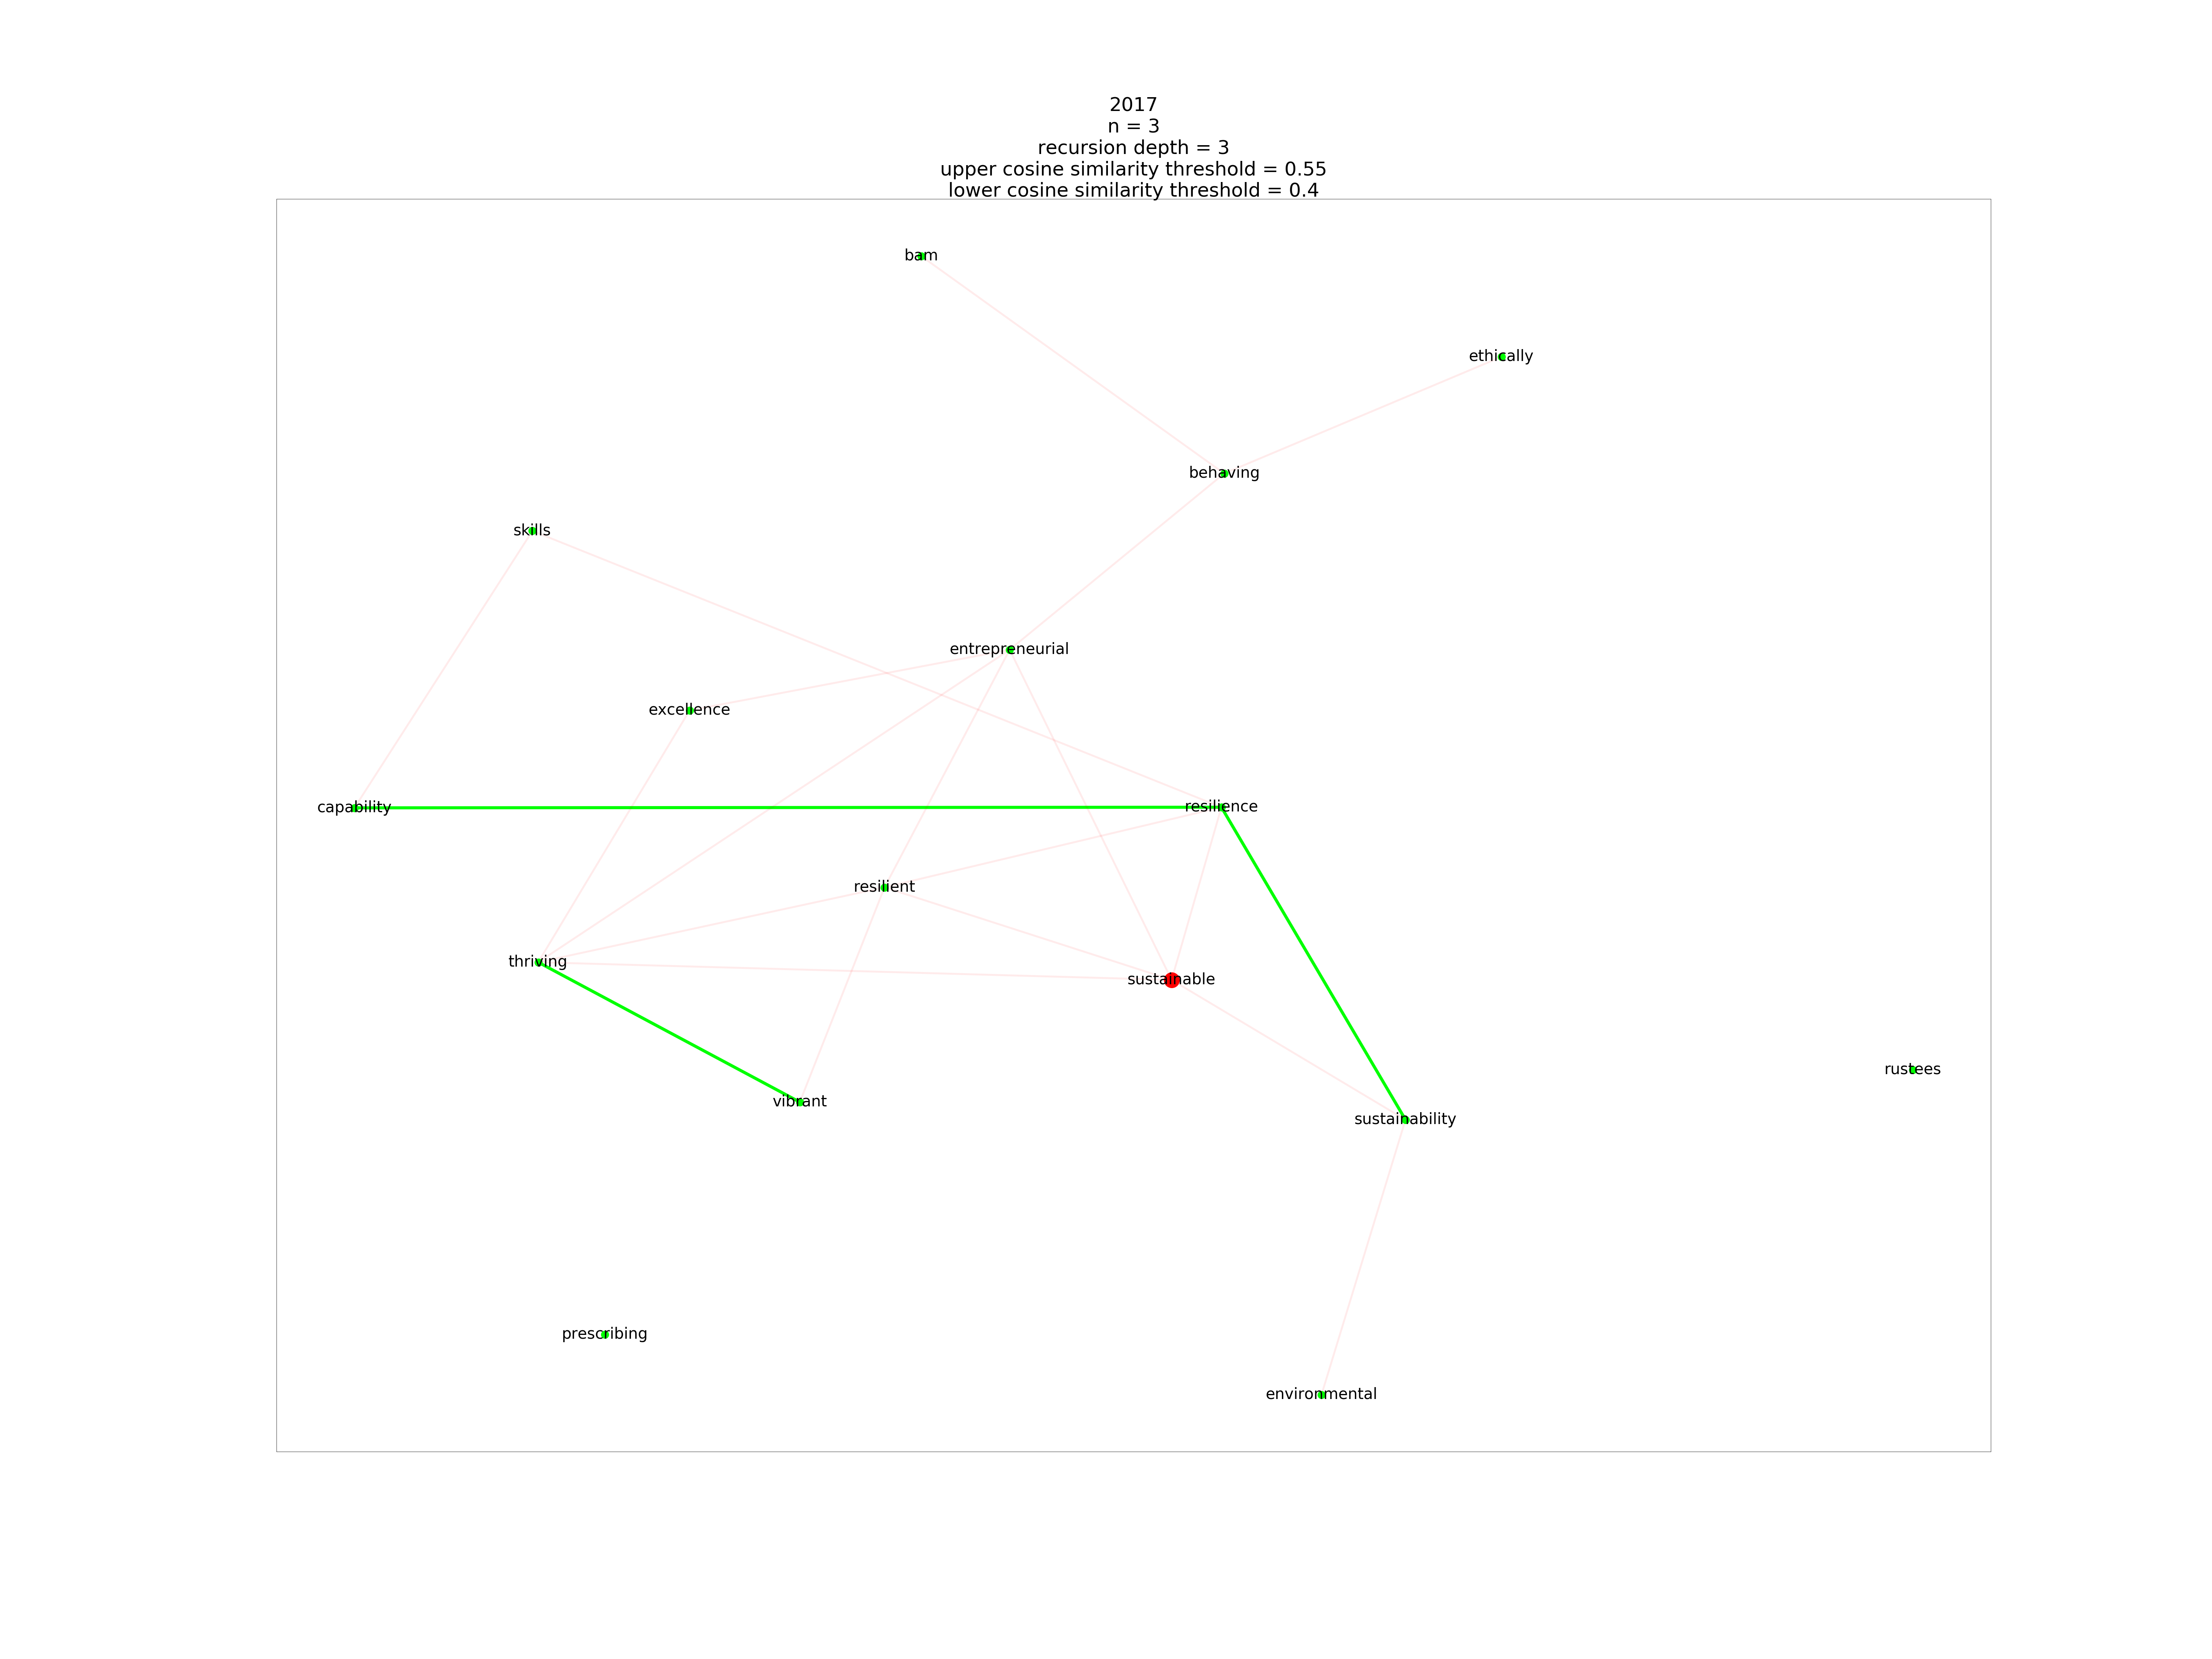 2017
n = 3
recursion depth = 3
upper cosine similarity threshold = 0.55
lower cosine similarity threshold = 0.4
bam
ethically
behaving
skills
entrepreneurial
excellence
capability
resilience
resilient
thriving
sustainable
rustees
vibrant
sustainability
prescribing
environmental